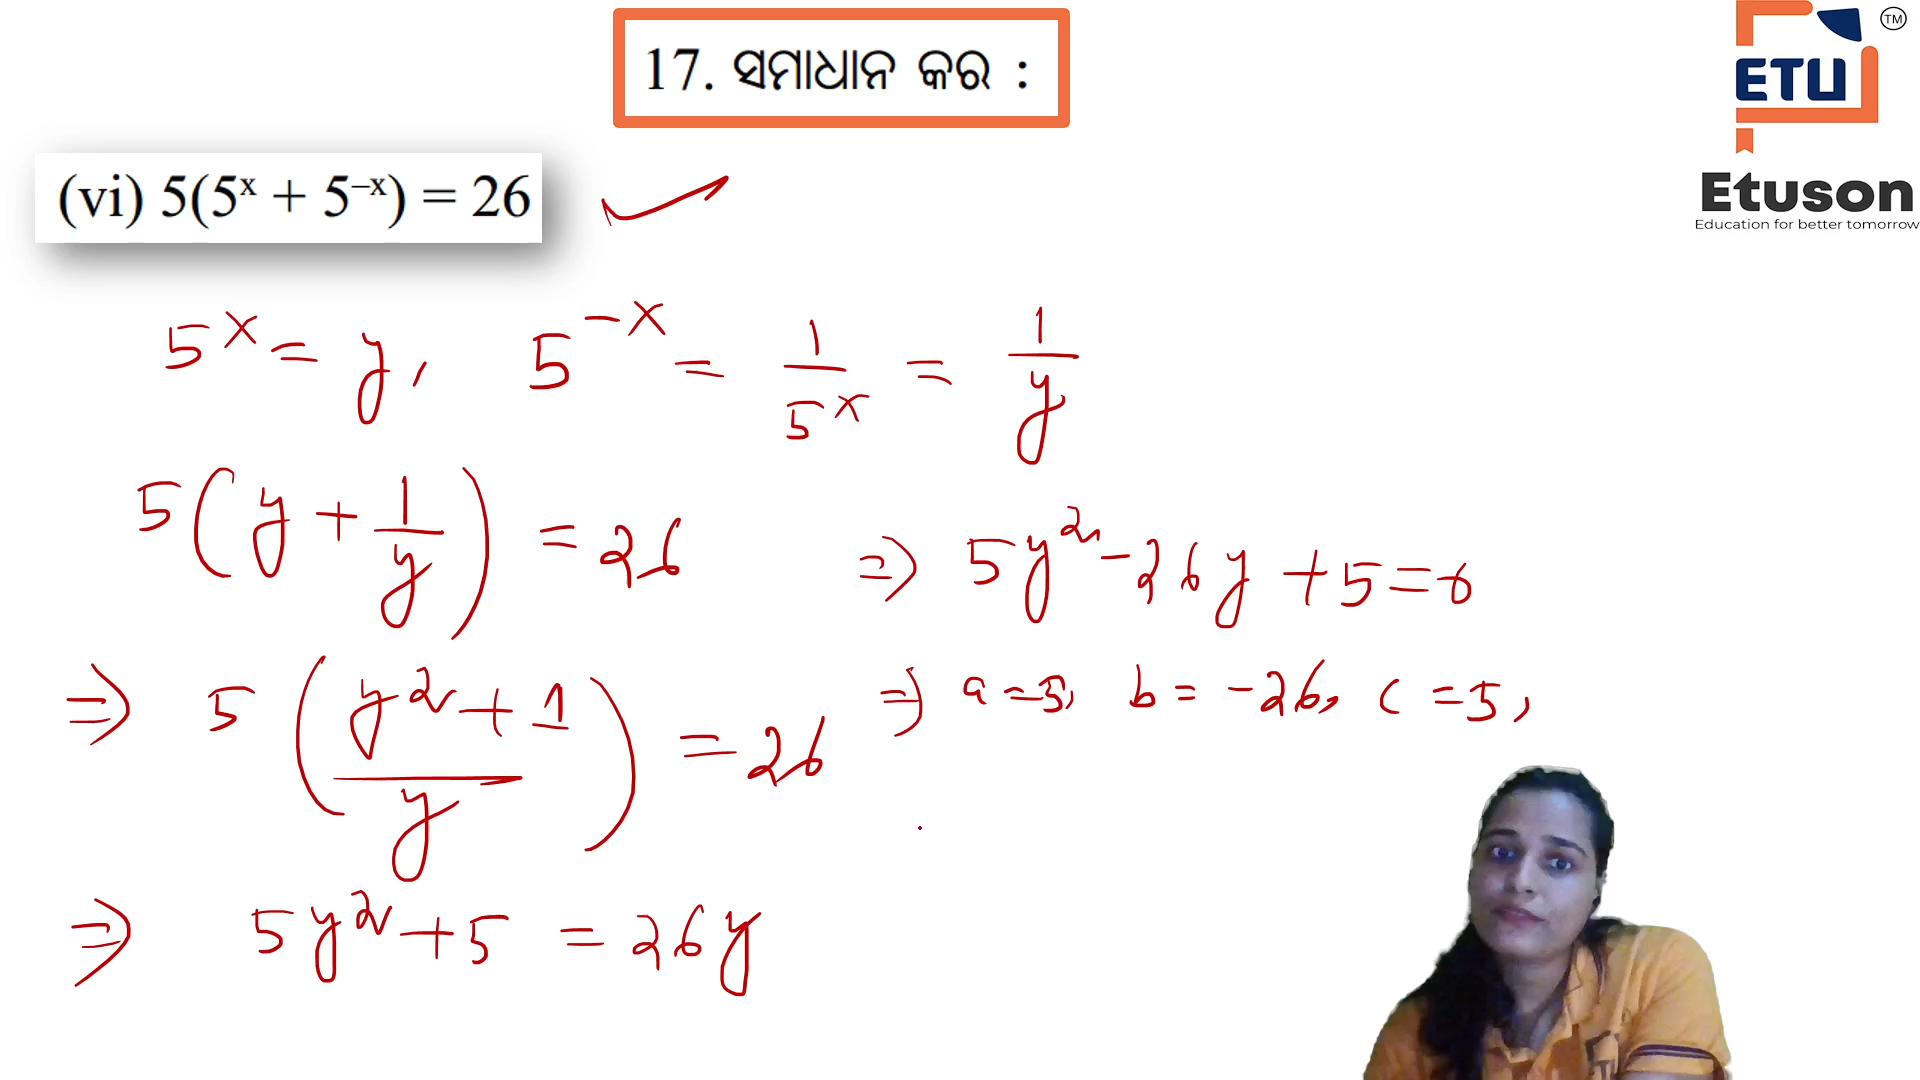 17. ସମାଧାନ କର :
TM
ETU
Etuson
Education for better tomorrow
(vi) 5(5ˣ + 5⁻ˣ) = 26
5ˣ = y, 5⁻ˣ = 1/5ˣ = 1/y
5(y + 1/y) = 26
⇒ 5((y² + 1)/y) = 26
⇒ 5y² + 5 = 26y
⇒ 5y² - 26y + 5 = 0
⇒ a = 5, b = -26, c = 5,